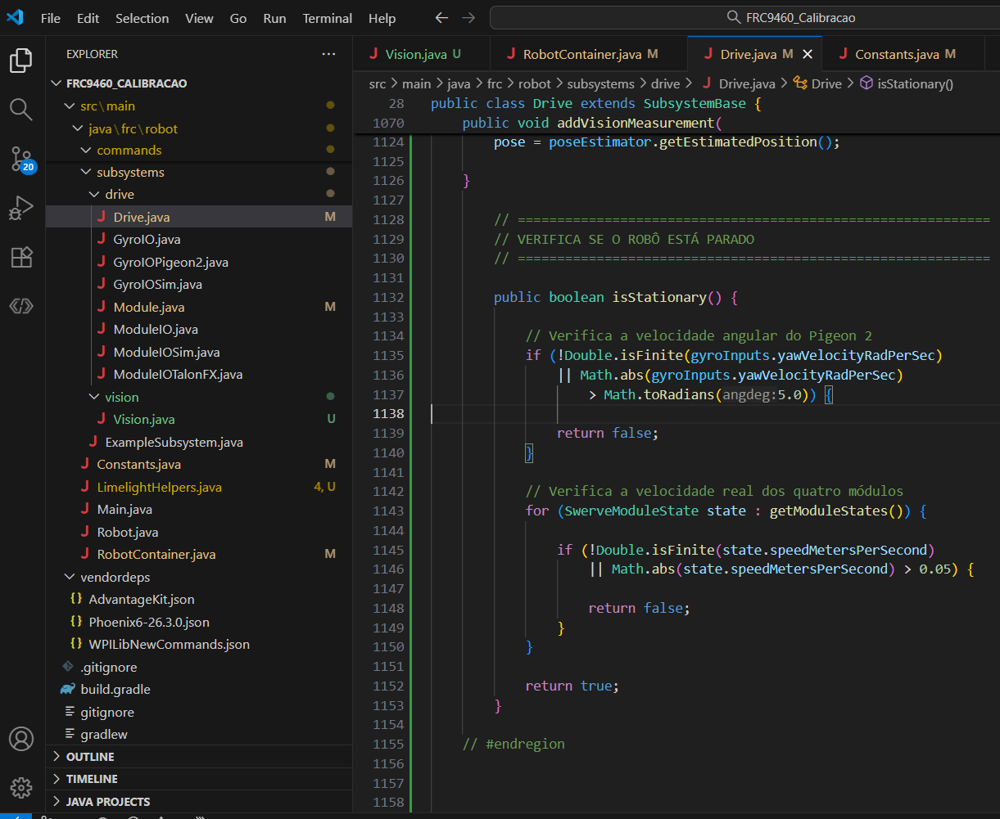 File Edit Selection View Go Run Terminal Help
FRC9460_Calibracao
EXPLORER
FRC9460_CALIBRACAO
src\main
java\frc\robot
commands
subsystems
drive
Drive.java M
GyroIO.java
GyroIOPigeon2.java
GyroIOSim.java
Module.java M
ModuleIO.java
ModuleIOSim.java
ModuleIOTalonFX.java
vision
Vision.java U
ExampleSubsystem.java
Constants.java M
LimelightHelpers.java 4, U
Main.java
Robot.java
RobotContainer.java M
vendordeps
{} AdvantageKit.json
{} Phoenix6-26.3.0.json
{} WPILibNewCommands.json
.gitignore
build.gradle
gitignore
gradlew
OUTLINE
TIMELINE
JAVA PROJECTS
20
J Vision.java U
J RobotContainer.java M
J Drive.java M
J Constants.java M
src > main > java > frc > robot > subsystems > drive > J Drive.java > Drive > isStationary()
28 public class Drive extends SubsystemBase {
1070 public void addVisionMeasurement(
1124 pose = poseEstimator.getEstimatedPosition();
1125
1126 }
1127
1128 // ============================================================
1129 // VERIFICA SE O ROBÔ ESTÁ PARADO
1130 // ============================================================
1131
1132 public boolean isStationary() {
1133
1134 // Verifica a velocidade angular do Pigeon 2
1135 if (!Double.isFinite(gyroInputs.yawVelocityRadPerSec)
1136 || Math.abs(gyroInputs.yawVelocityRadPerSec)
1137 > Math.toRadians(angdeg:5.0)) {
1138
1139 return false;
1140 }
1141
1142 // Verifica a velocidade real dos quatro módulos
1143 for (SwerveModuleState state : getModuleStates()) {
1144
1145 if (!Double.isFinite(state.speedMetersPerSecond)
1146 || Math.abs(state.speedMetersPerSecond) > 0.05) {
1147
1148 return false;
1149 }
1150 }
1151
1152 return true;
1153 }
1154
1155 // #endregion
1156
1157
1158